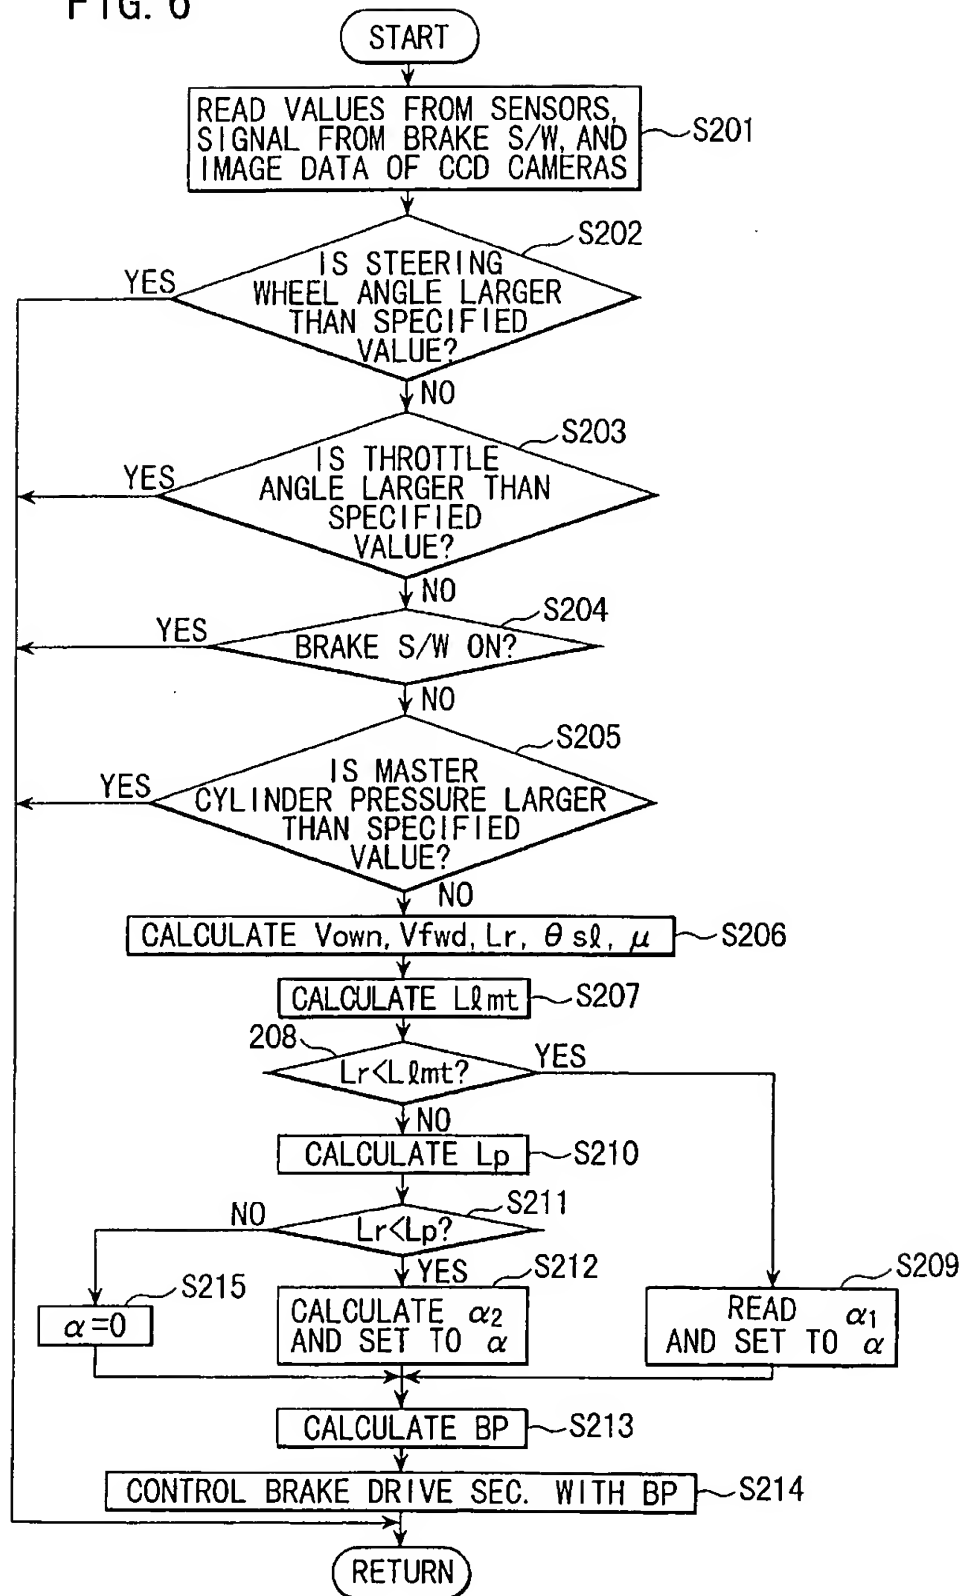 FIG. 6
START
READ VALUES FROM SENSORS,
SIGNAL FROM BRAKE S/W, AND
IMAGE DATA OF CCD CAMERAS
S201
S202
IS STEERING
WHEEL ANGLE LARGER
THAN SPECIFIED
VALUE?
YES
NO
S203
IS THROTTLE
ANGLE LARGER THAN
SPECIFIED
VALUE?
YES
NO
S204
BRAKE S/W ON?
YES
NO
S205
IS MASTER
CYLINDER PRESSURE LARGER
THAN SPECIFIED
VALUE?
YES
NO
CALCULATE Vown, Vfwd, Lr, θsℓ, μ
S206
CALCULATE Lℓmt
S207
208
Lr<Lℓmt?
YES
NO
CALCULATE Lp
S210
S211
Lr<Lp?
NO
YES
S215
α=0
S212
CALCULATE α2
AND SET TO α
S209
READ α1
AND SET TO α
CALCULATE BP
S213
CONTROL BRAKE DRIVE SEC. WITH BP
S214
RETURN